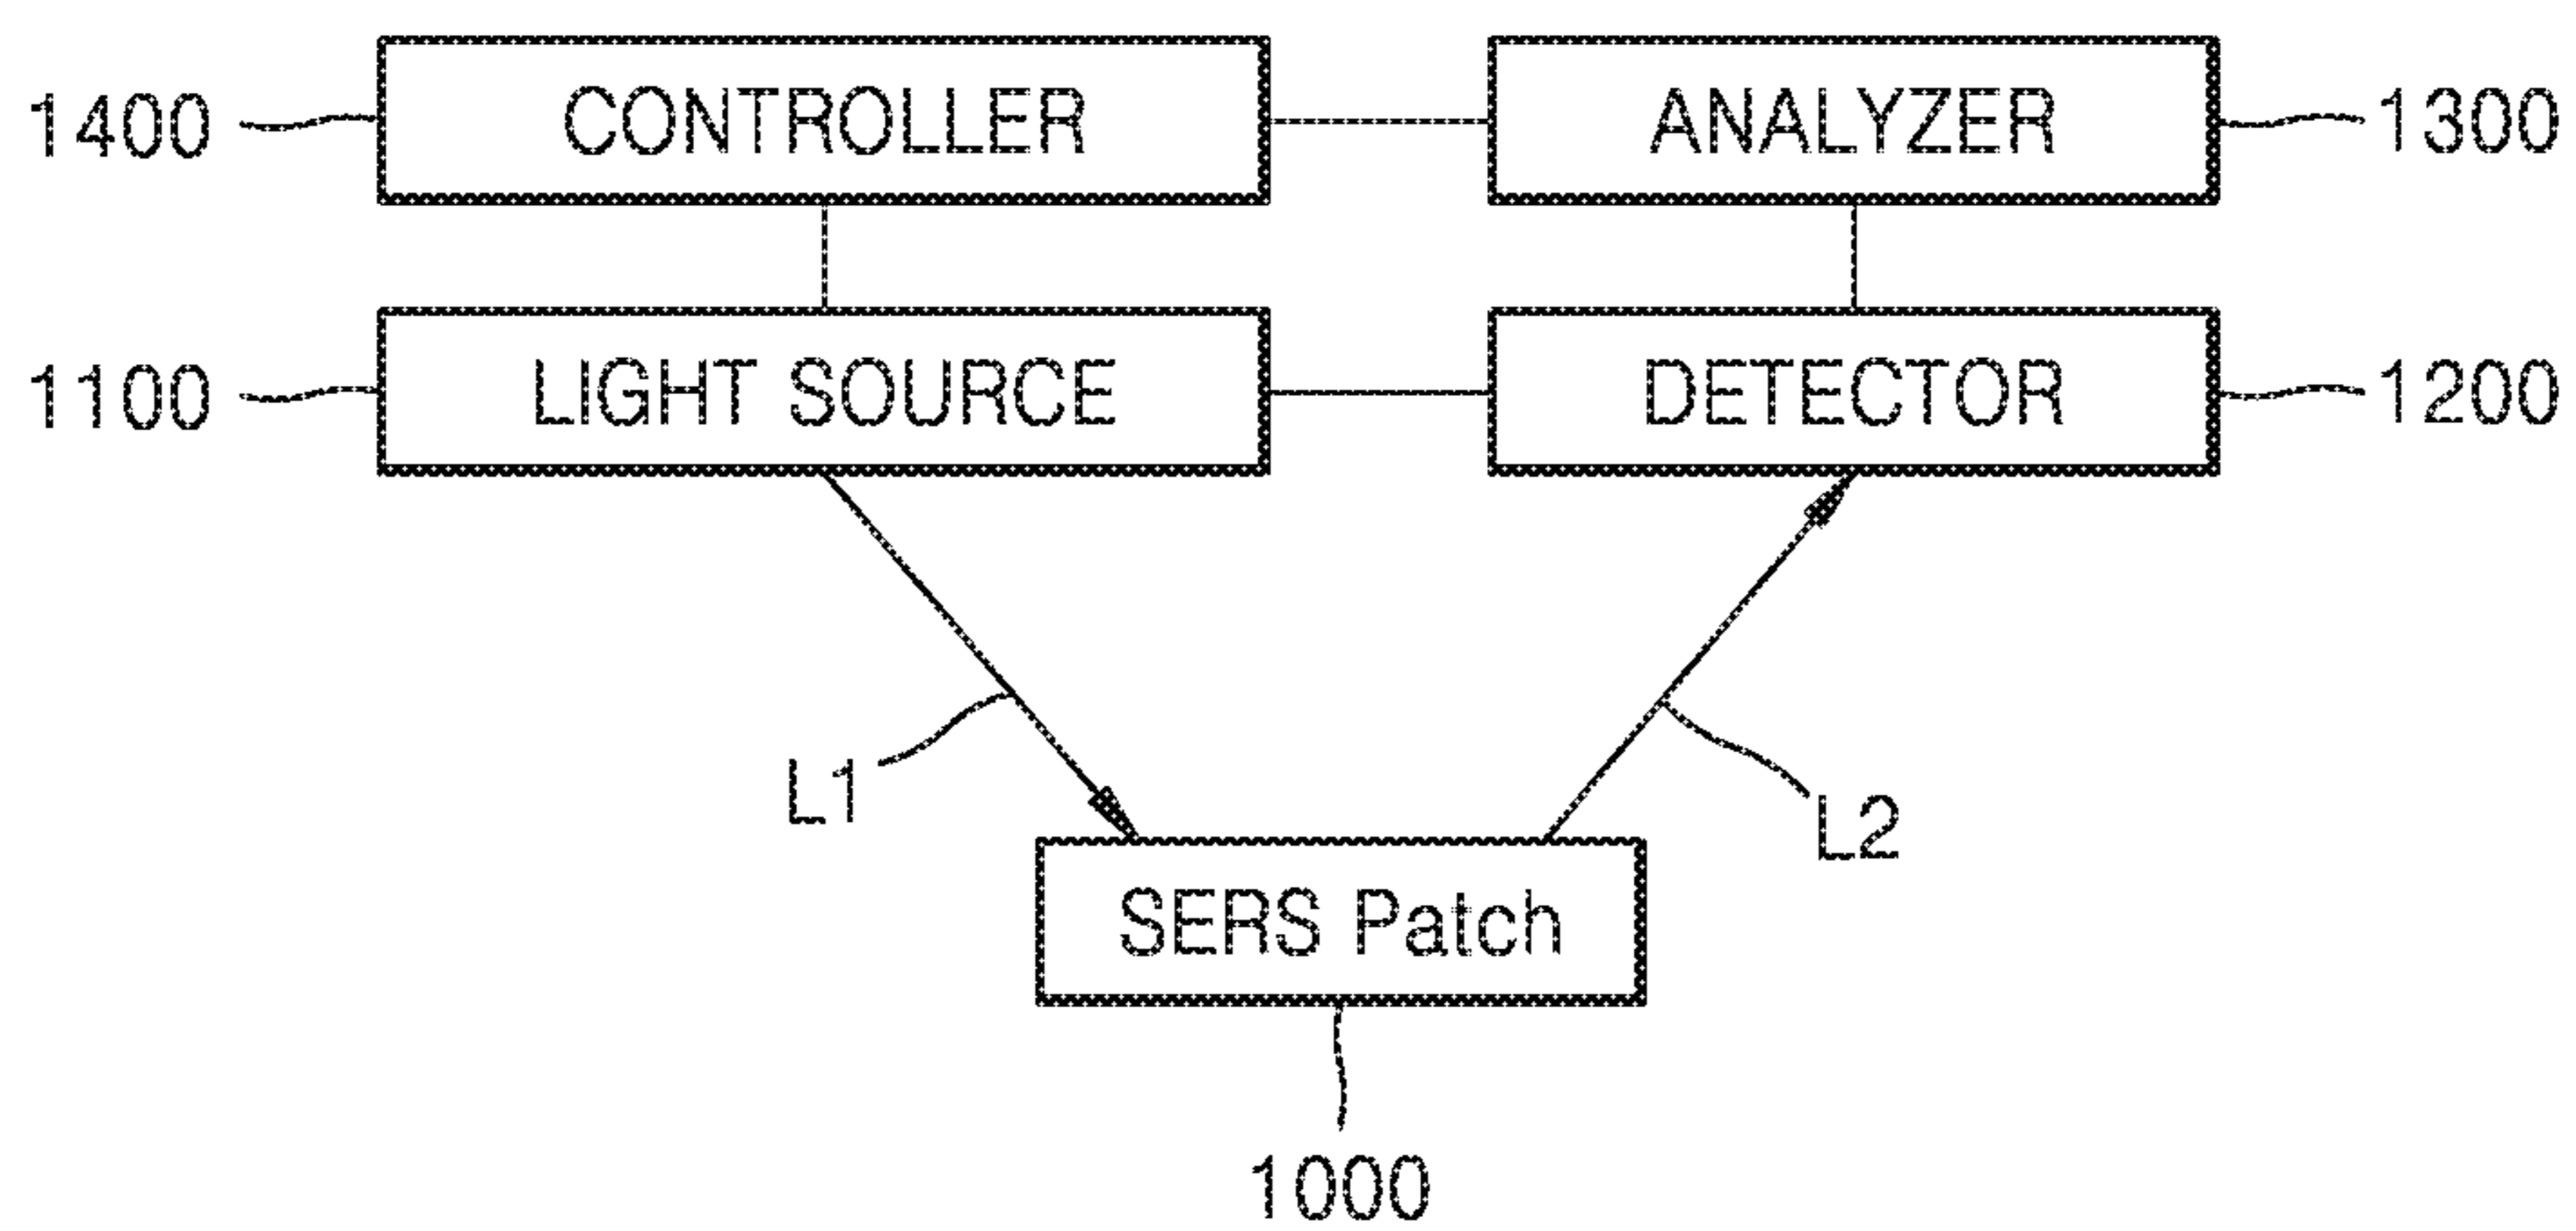 1400 CONTROLLER ANALYZER 1300
1100 LIGHT SOURCE DETECTOR 1200
L1 L2
SERS Patch
1000